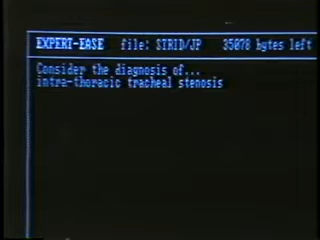 EXPERT-EASE file: STRID/JP 35078 bytes left
Consider the diagnosis of...
intra-thoracic tracheal stenosis